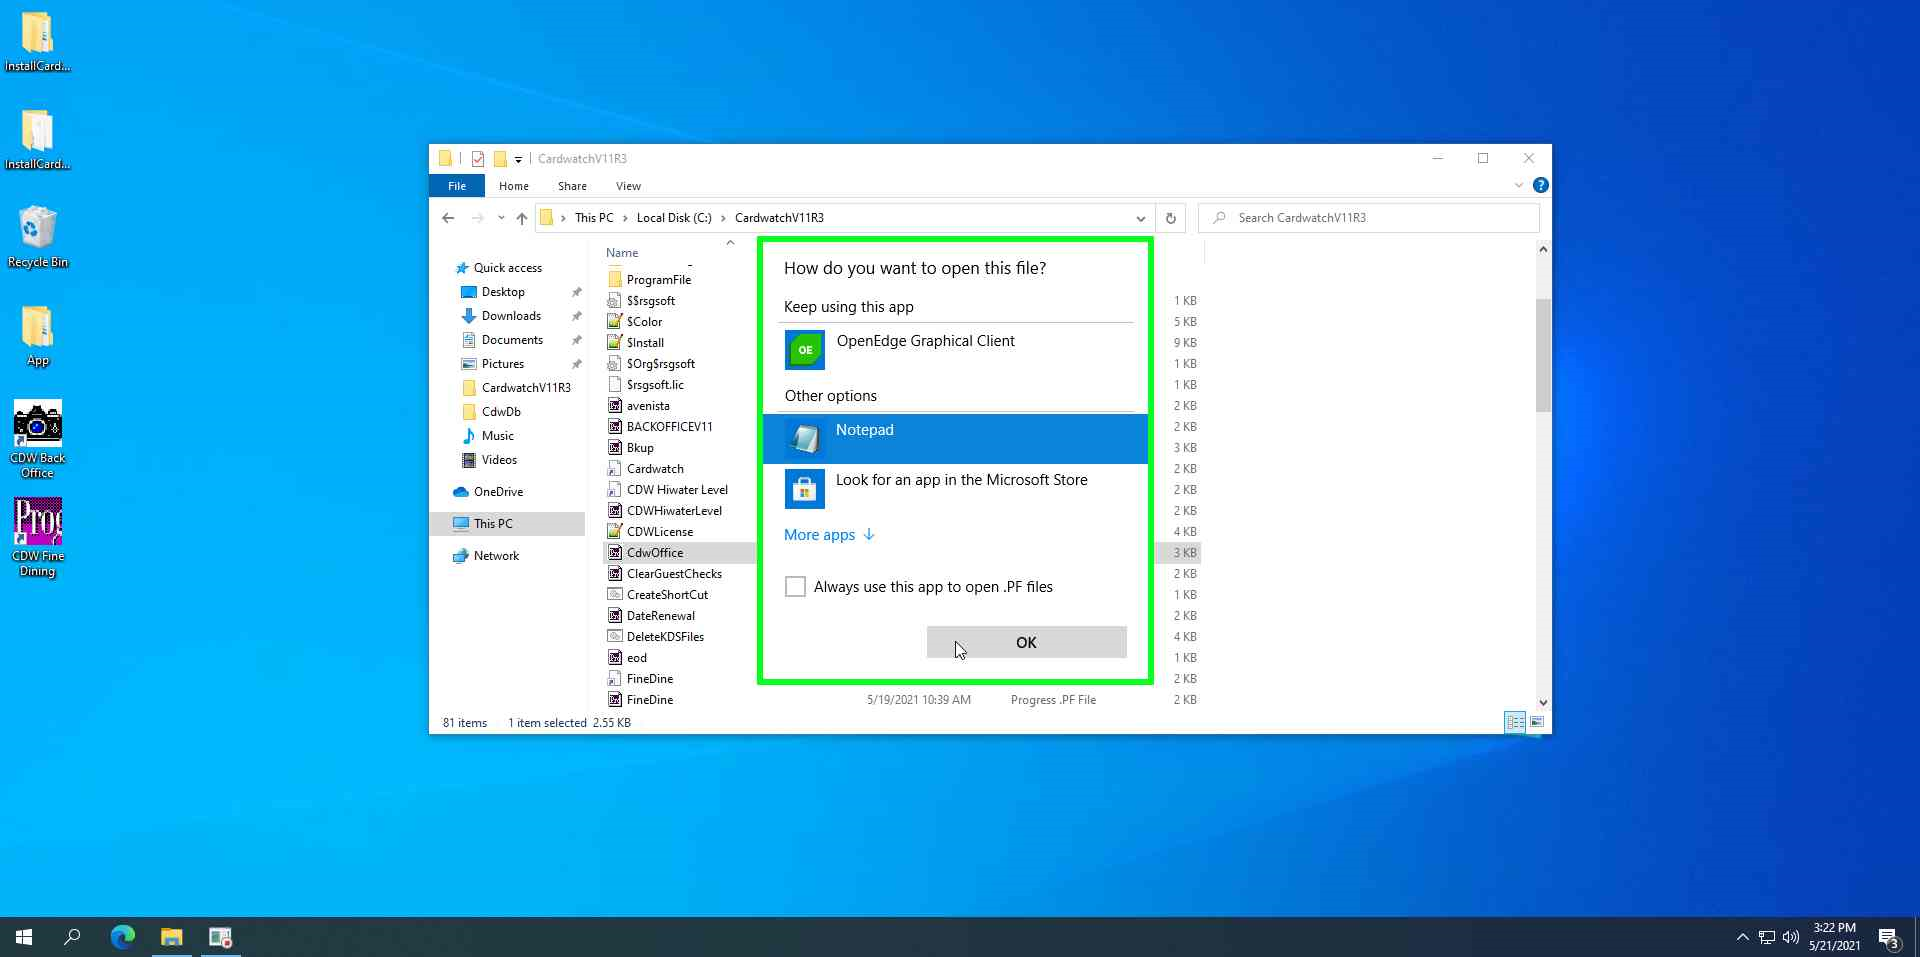 InstallCard...
InstallCard...
Recycle Bin
App
CDW Back
Office
Prog
CDW Fine
Dining
CardwatchV11R3
File Home Share View
This PC > Local Disk (C:) > CardwatchV11R3
Search CardwatchV11R3
Quick access
Desktop
Downloads
Documents
Pictures
CardwatchV11R3
CdwDb
Music
Videos
OneDrive
This PC
Network
Name
ProgramFile
$$rsgsoft 1 KB
$Color 5 KB
$Install 9 KB
$Org$rsgsoft 1 KB
$rsgsoft.lic 1 KB
avenista 2 KB
BACKOFFICEV11 2 KB
Bkup 3 KB
Cardwatch 2 KB
CDW Hiwater Level 2 KB
CDWHiwaterLevel 2 KB
CDWLicense 4 KB
CdwOffice 3 KB
ClearGuestChecks 2 KB
CreateShortCut 1 KB
DateRenewal 2 KB
DeleteKDSFiles 4 KB
eod 1 KB
FineDine 2 KB
FineDine 5/19/2021 10:39 AM Progress .PF File 2 KB
How do you want to open this file?
Keep using this app
OE
OpenEdge Graphical Client
Other options
Notepad
Look for an app in the Microsoft Store
More apps
Always use this app to open .PF files
OK
81 items 1 item selected 2.55 KB
3:22 PM
5/21/2021
3